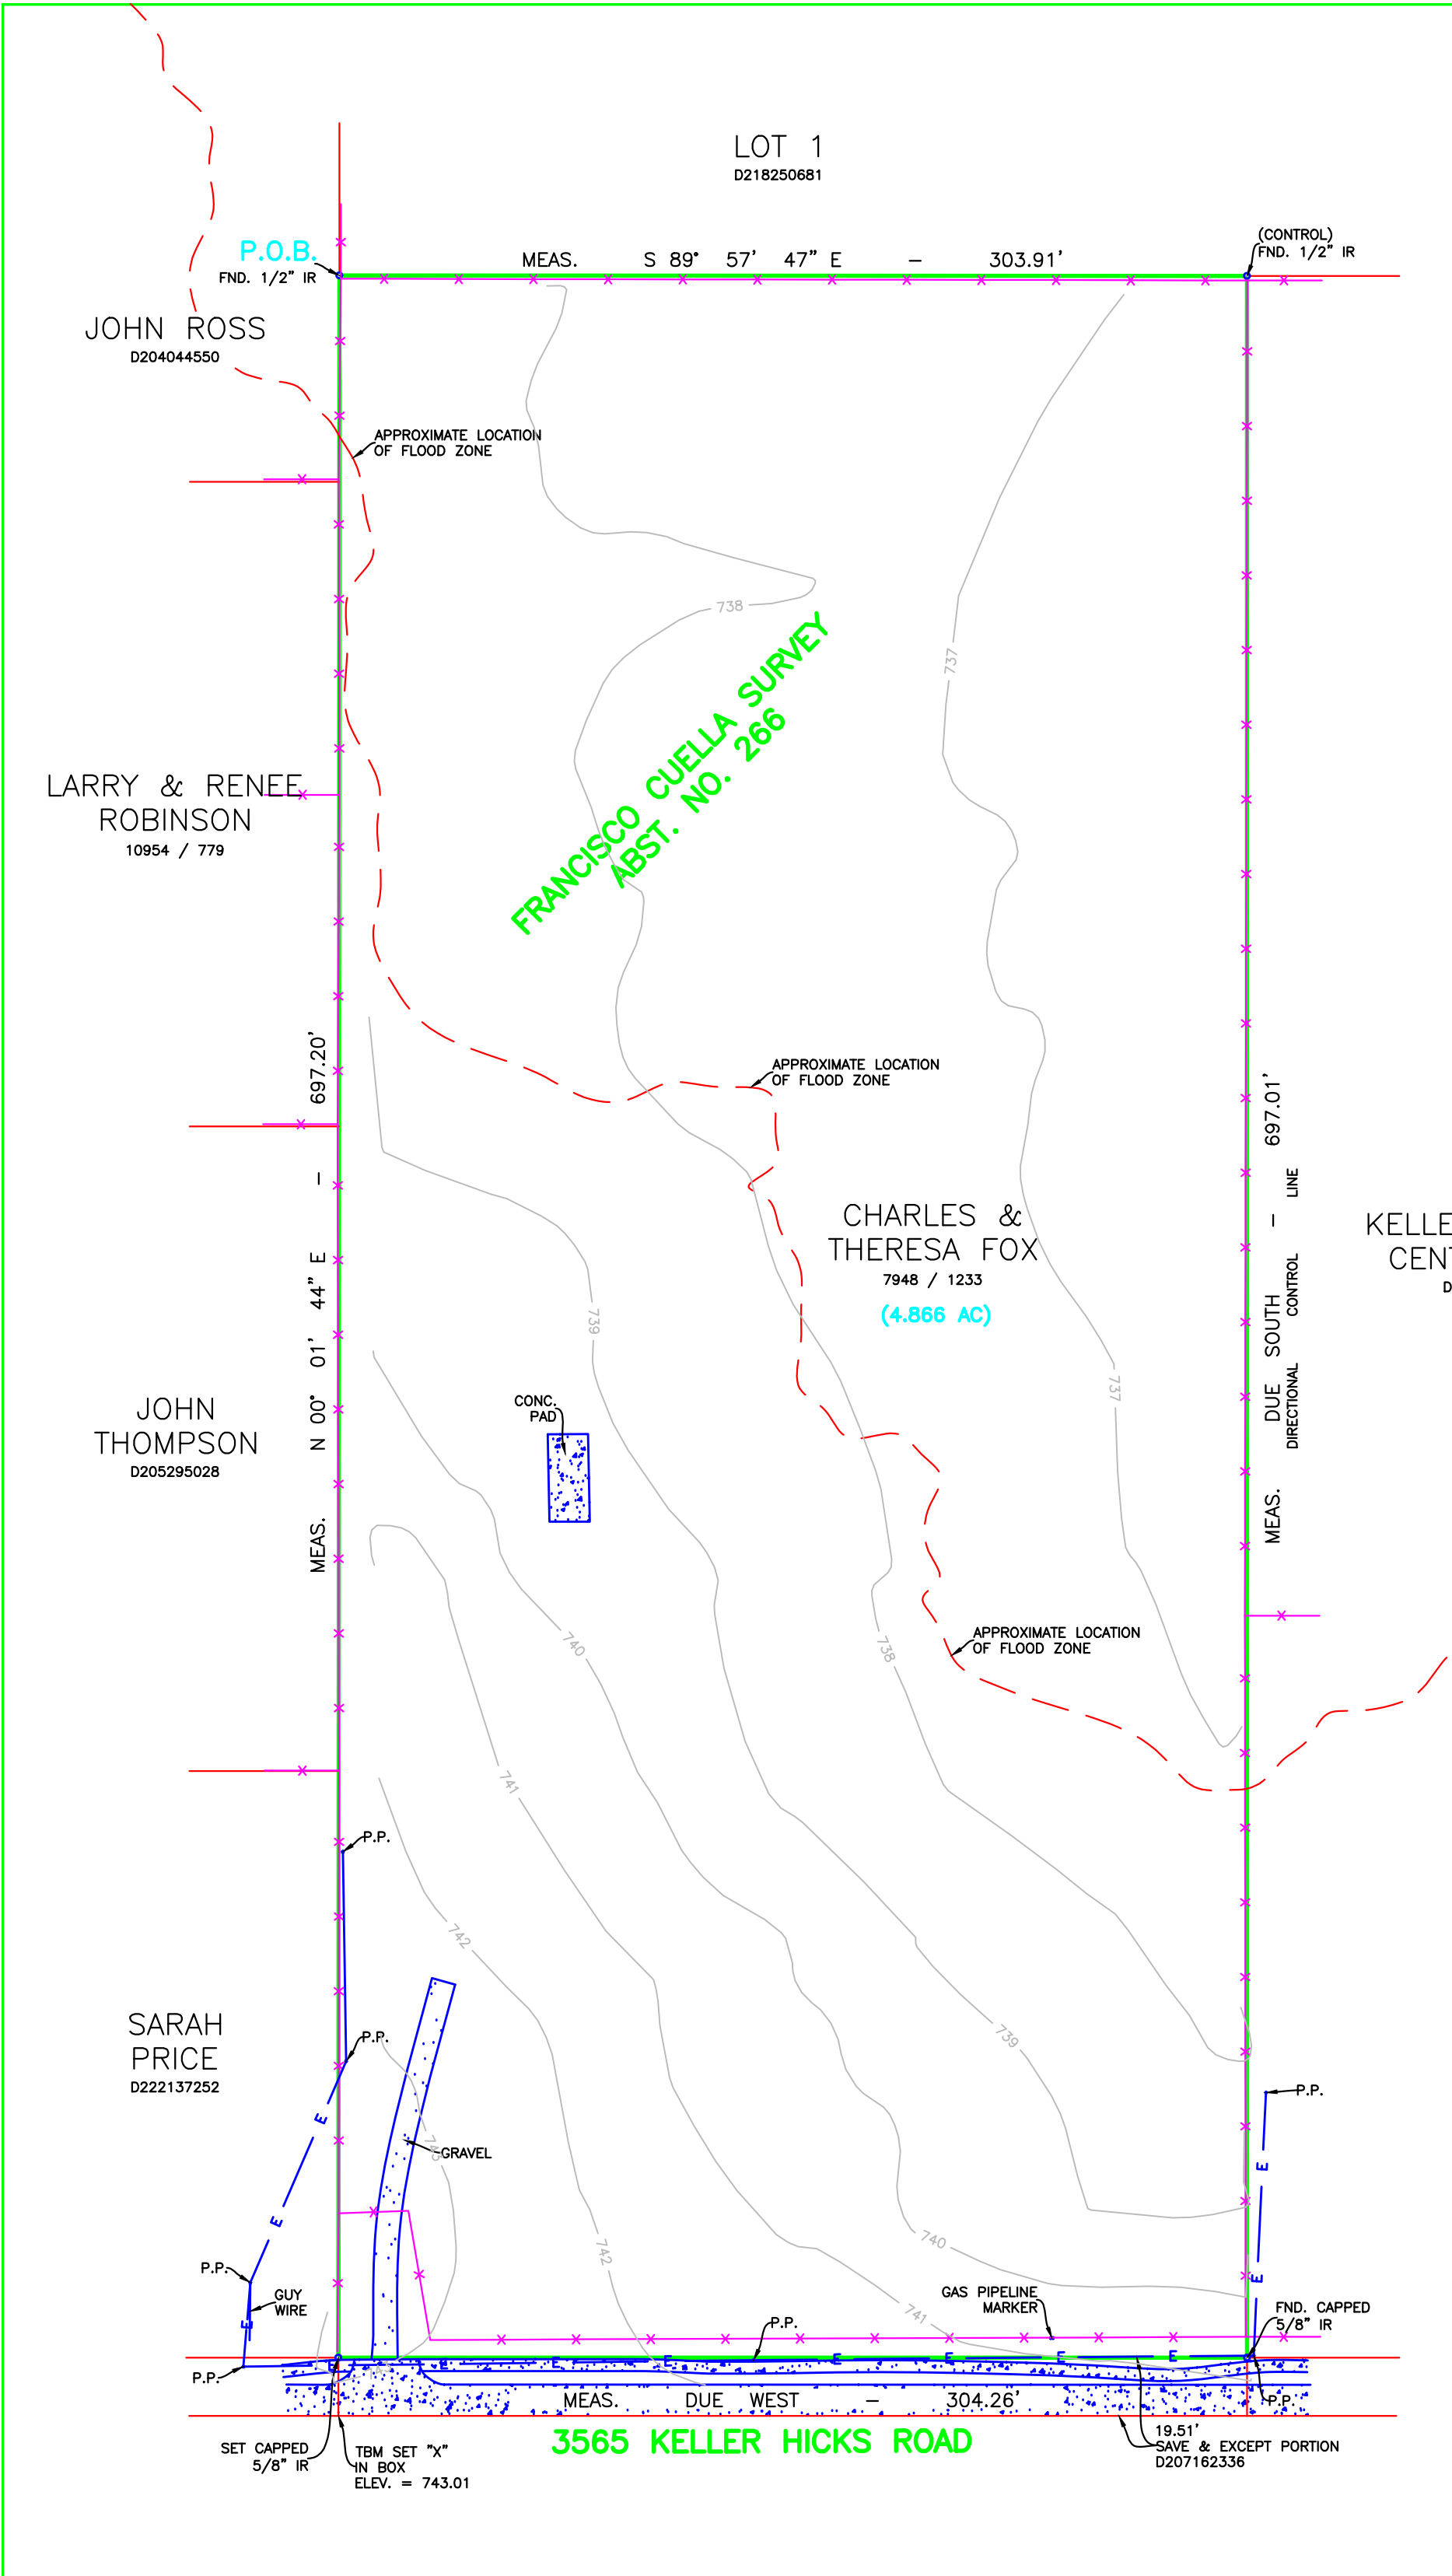 LOT 1
D218250681
P.O.B.
FND. 1/2" IR
MEAS. S 89° 57' 47" E - 303.91'
(CONTROL)
FND. 1/2" IR
JOHN ROSS
D204044550
APPROXIMATE LOCATION
OF FLOOD ZONE
738
737
FRANCISCO CUELLA SURVEY
ABST. NO. 266
LARRY & RENEE
ROBINSON
10954 / 779
MEAS. N 00° 01' 44" E - 697.20'
APPROXIMATE LOCATION
OF FLOOD ZONE
MEAS. DUE SOUTH - 697.01'
DIRECTIONAL CONTROL LINE
CHARLES &
THERESA FOX
7948 / 1233
(4.866 AC)
KELLE
CENT
D
739
737
JOHN
THOMPSON
D205295028
CONC.
PAD
740
738
APPROXIMATE LOCATION
OF FLOOD ZONE
741
P.P.
742
SARAH
PRICE
D222137252
P.P.
E
E
739
P.P.
GRAVEL
E
E
P.P.
GUY
WIRE
E
742
740
741
GAS PIPELINE
MARKER
P.P.
FND. CAPPED
5/8" IR
P.P.
E
E
E
E
E
E
E
E
P.P.
MEAS. DUE WEST - 304.26'
3565 KELLER HICKS ROAD
SET CAPPED
5/8" IR
TBM SET "X"
IN BOX
ELEV. = 743.01
19.51'
SAVE & EXCEPT PORTION
D207162336